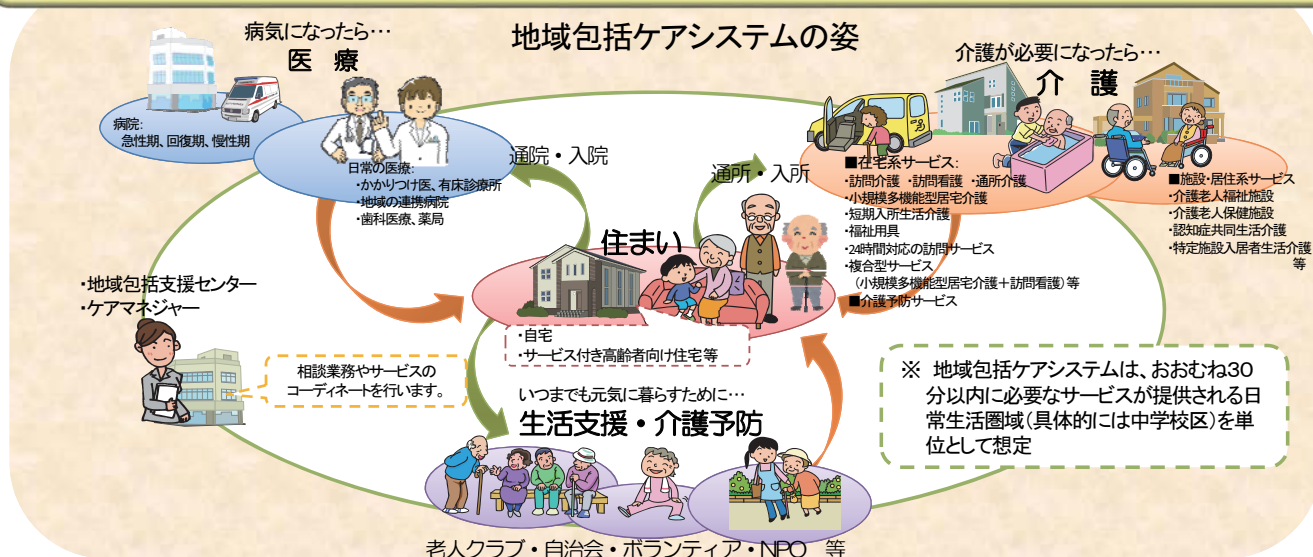 地域包括ケアシステムの姿
病気になったら…
医 療
病院:
急性期、回復期、慢性期
日常の医療:
・かかりつけ医、有床診療所
・地域の連携病院
・歯科医療、薬局
通院・入院
通所・入所
介護が必要になったら…
介 護
■在宅系サービス:
・訪問介護 ・訪問看護 ・通所介護
・小規模多機能型居宅介護
・短期入所生活介護
・福祉用具
・24時間対応の訪問サービス
・複合型サービス
(小規模多機能型居宅介護+訪問看護)等
■介護予防サービス
■施設・居住系サービス
・介護老人福祉施設
・介護老人保健施設
・認知症共同生活介護
・特定施設入居者生活介護
等
住まい
・自宅
・サービス付き高齢者向け住宅等
・地域包括支援センター
・ケアマネジャー
相談業務やサービスの
コーディネートを行います。
いつまでも元気に暮らすために…
生活支援・介護予防
老人クラブ・自治会・ボランティア・NPO 等
※ 地域包括ケアシステムは、おおむね30
分以内に必要なサービスが提供される日
常生活圏域(具体的には中学校区)を単
位として想定